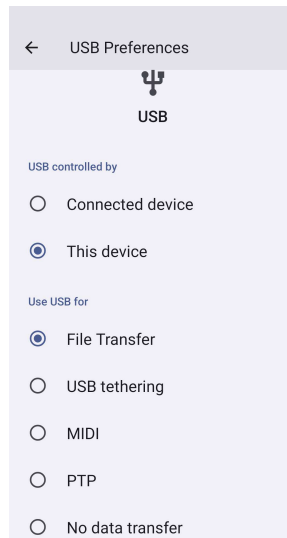 USB Preferences
USB
USB controlled by
Connected device
This device
Use USB for
File Transfer
USB tethering
MIDI
PTP
No data transfer